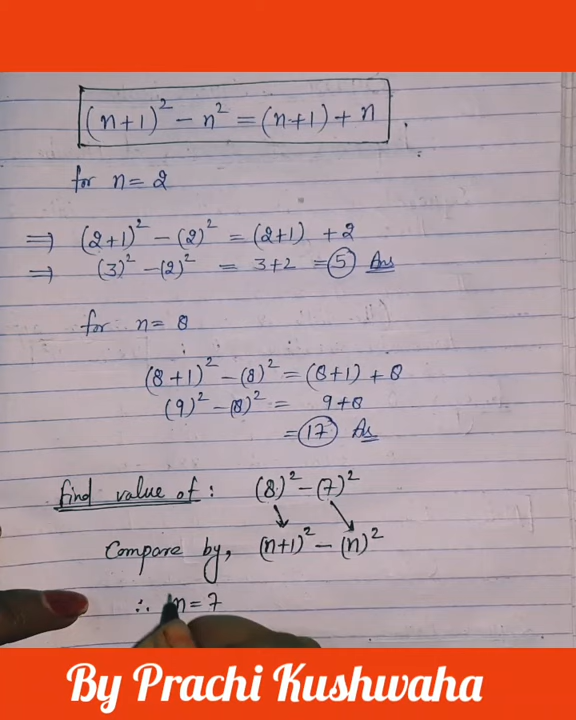 (n+1)² - n² = (n+1) + n
for n = 2
⇒ (2+1)² - (2)² = (2+1) + 2
⇒ (3)² - (2)² = 3+2 = 5 Ans
for n = 8
(8+1)² - (8)² = (8+1) + 8
(9)² - (8)² = 9+8
= 17 As
find value of : (8)² - (7)²
Compare by, (n+1)² - (n)²
∴ n = 7
By Prachi Kushwaha